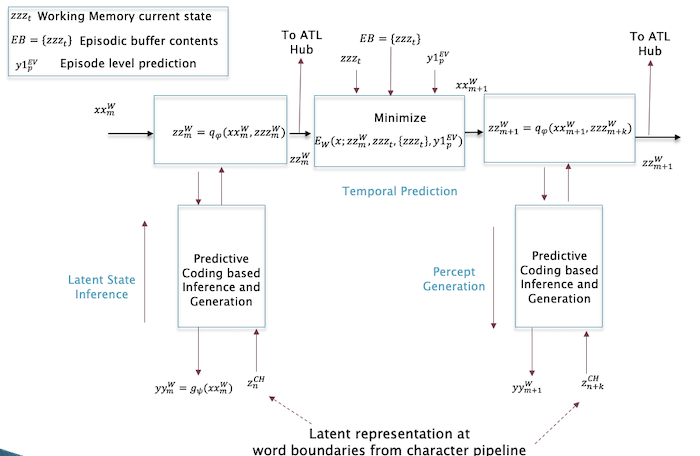 zzz_t Working Memory current state
EB = {zzz_t} Episodic buffer contents
y1_p^{EV} Episode level prediction
To ATL
Hub
EB = {zzz_t}
zzz_t
y1_p^{EV}
To ATL
Hub
xx_m^W
zz_m^W = q_φ(xx_m^W, zzz_m^W)
zz_m^W
Minimize
E_W(x; zz_m^W, zzz_t, {zzz_t}, y1_p^{EV})
xx_{m+1}^W
zz_{m+1}^W = q_φ(xx_{m+1}^W, zzz_{m+k}^W)
zz_{m+1}^W
Temporal Prediction
Latent State
Inference
Predictive
Coding based
Inference and
Generation
Percept
Generation
Predictive
Coding based
Inference and
Generation
yy_m^W = g_ψ(xx_m^W)
z_n^{CH}
yy_{m+1}^W
z_{n+k}^{CH}
Latent representation at
word boundaries from character pipeline